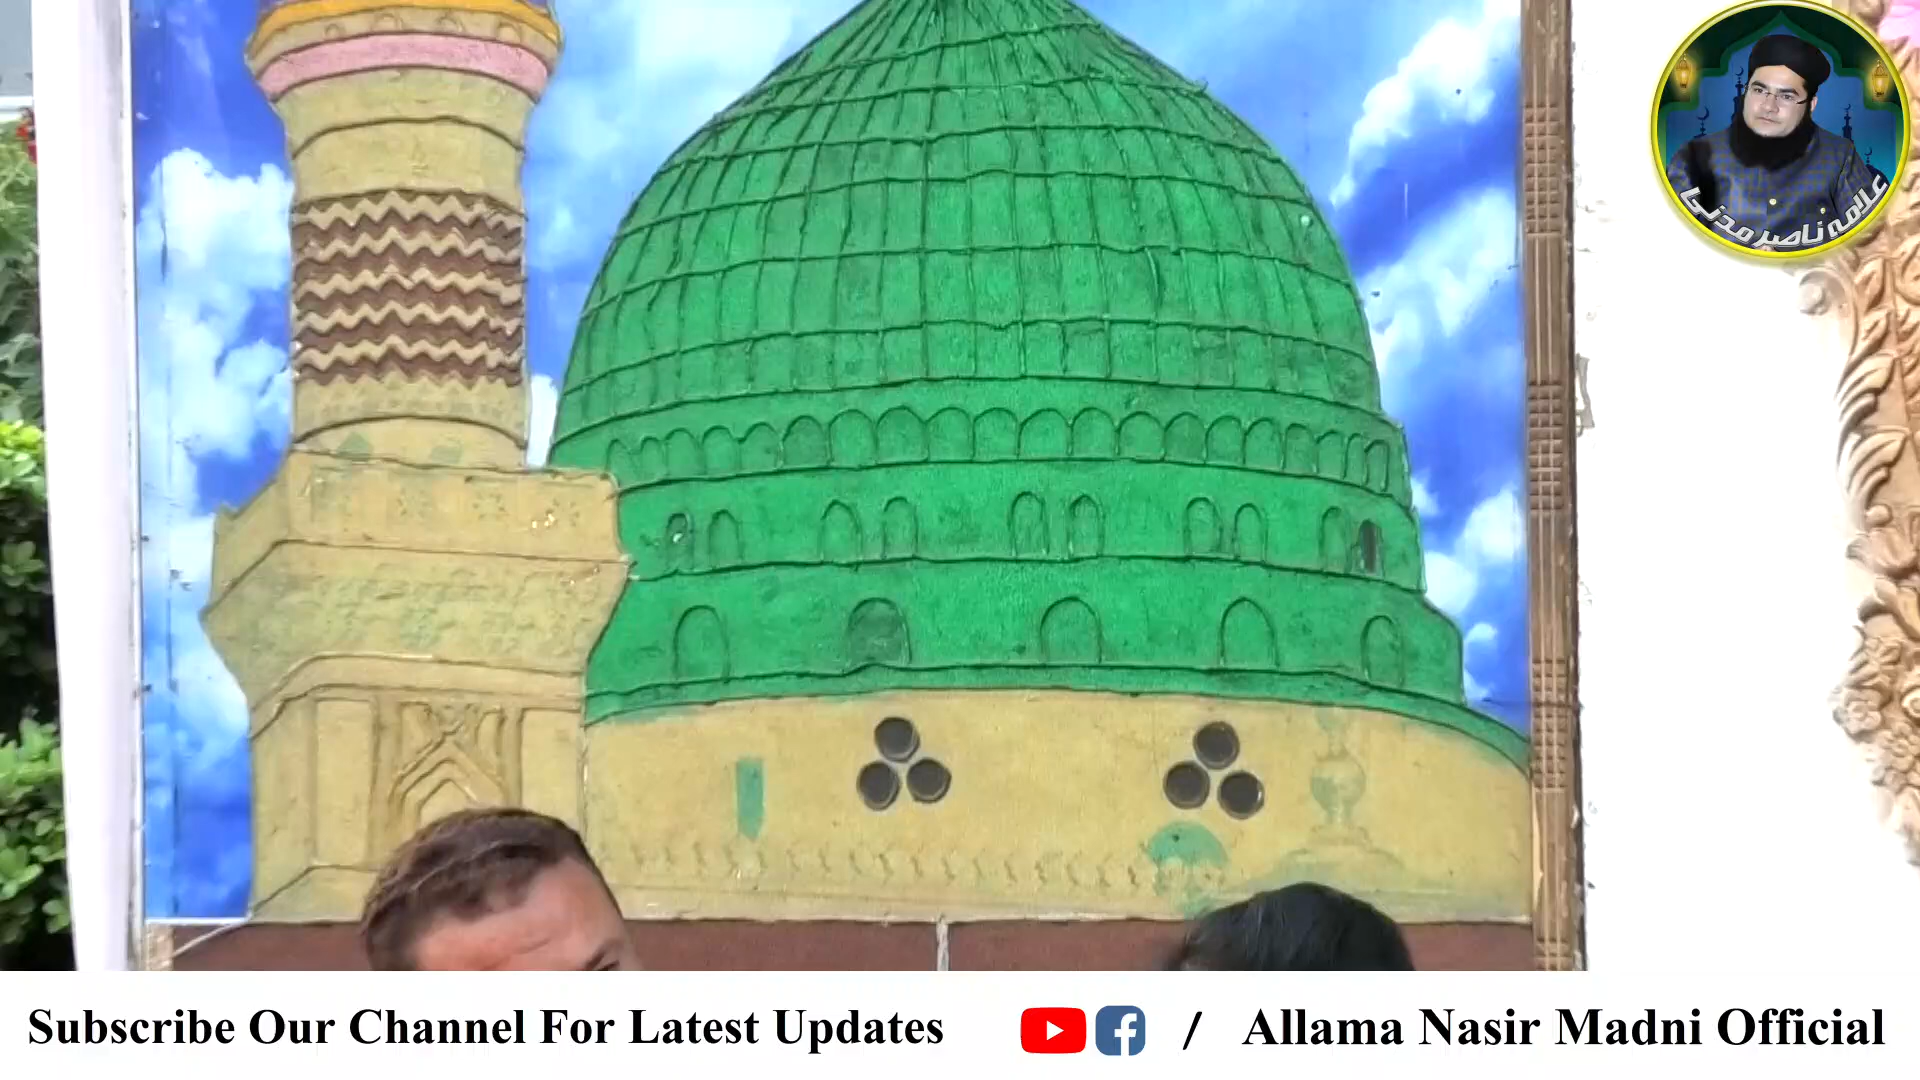 علامہ ناصر مدنی
Subscribe Our Channel For Latest Updates / Allama Nasir Madni Official